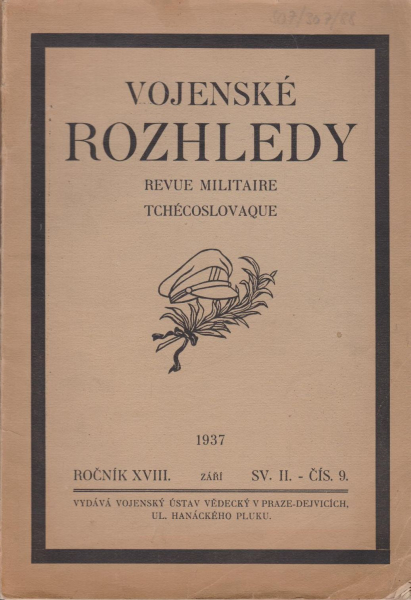 VOJENSKÉ
ROZHLEDY
REVUE MILITAIRE
TCHÉCOSLOVAQUE
1937
ROČNÍK XVIII. ZÁŘÍ SV. II. - ČÍS. 9.
VYDÁVÁ VOJENSKÝ ÚSTAV VĚDECKÝ V PRAZE-DEJVICÍCH,
UL. HANÁCKÉHO PLUKU.